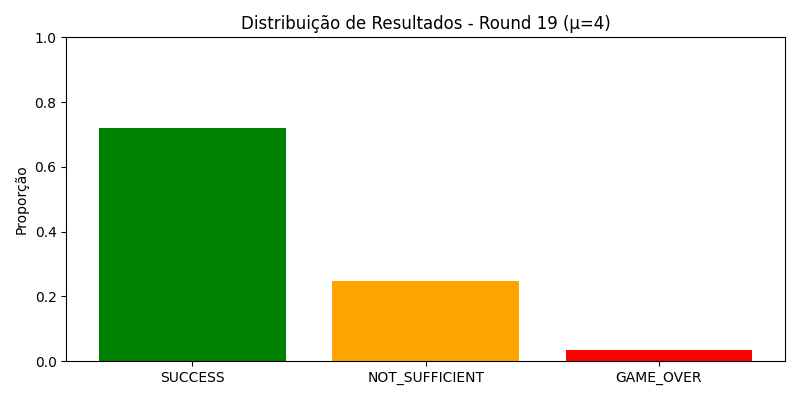 Distribuição de Resultados - Round 19 (μ=4)
Proporção
1.0
0.8
0.6
0.4
0.2
0.0
SUCCESS NOT_SUFFICIENT GAME_OVER